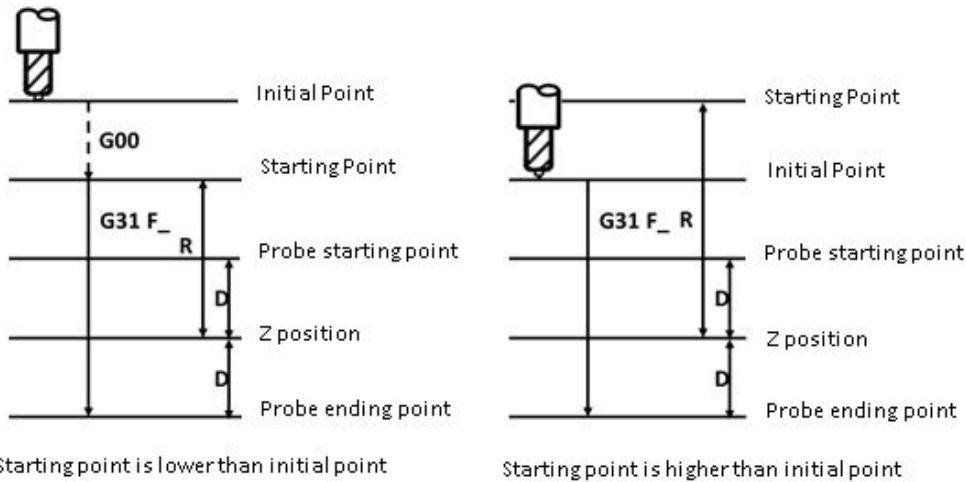 Initial Point
G00
Starting Point
G31 F_
R
Probe starting point
D
Z position
D
Probe ending point
Starting point is lower than initial point
Starting Point
Initial Point
G31 F_ R
Probe starting point
D
Z position
D
Probe ending point
Starting point is higher than initial point